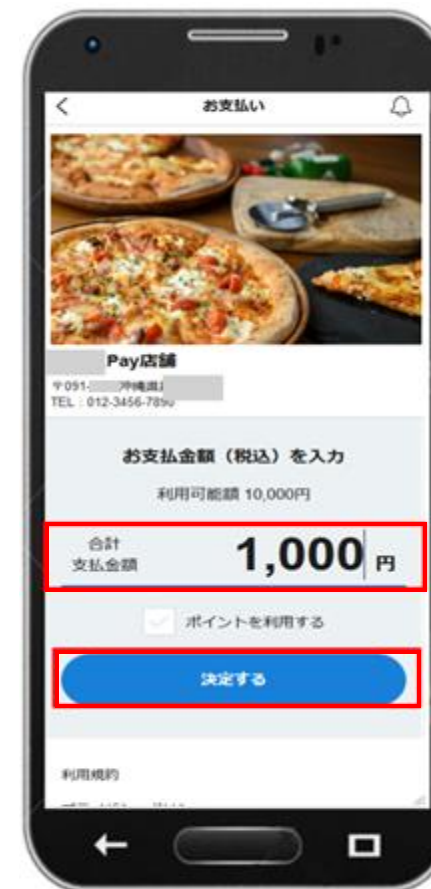 お支払い
Pay店舗
〒091-
TEL : 012-3456-7890
お支払金額（税込）を入力
利用可能額 10,000円
合計
支払金額
1,000 円
ポイントを利用する
決定する
利用規約